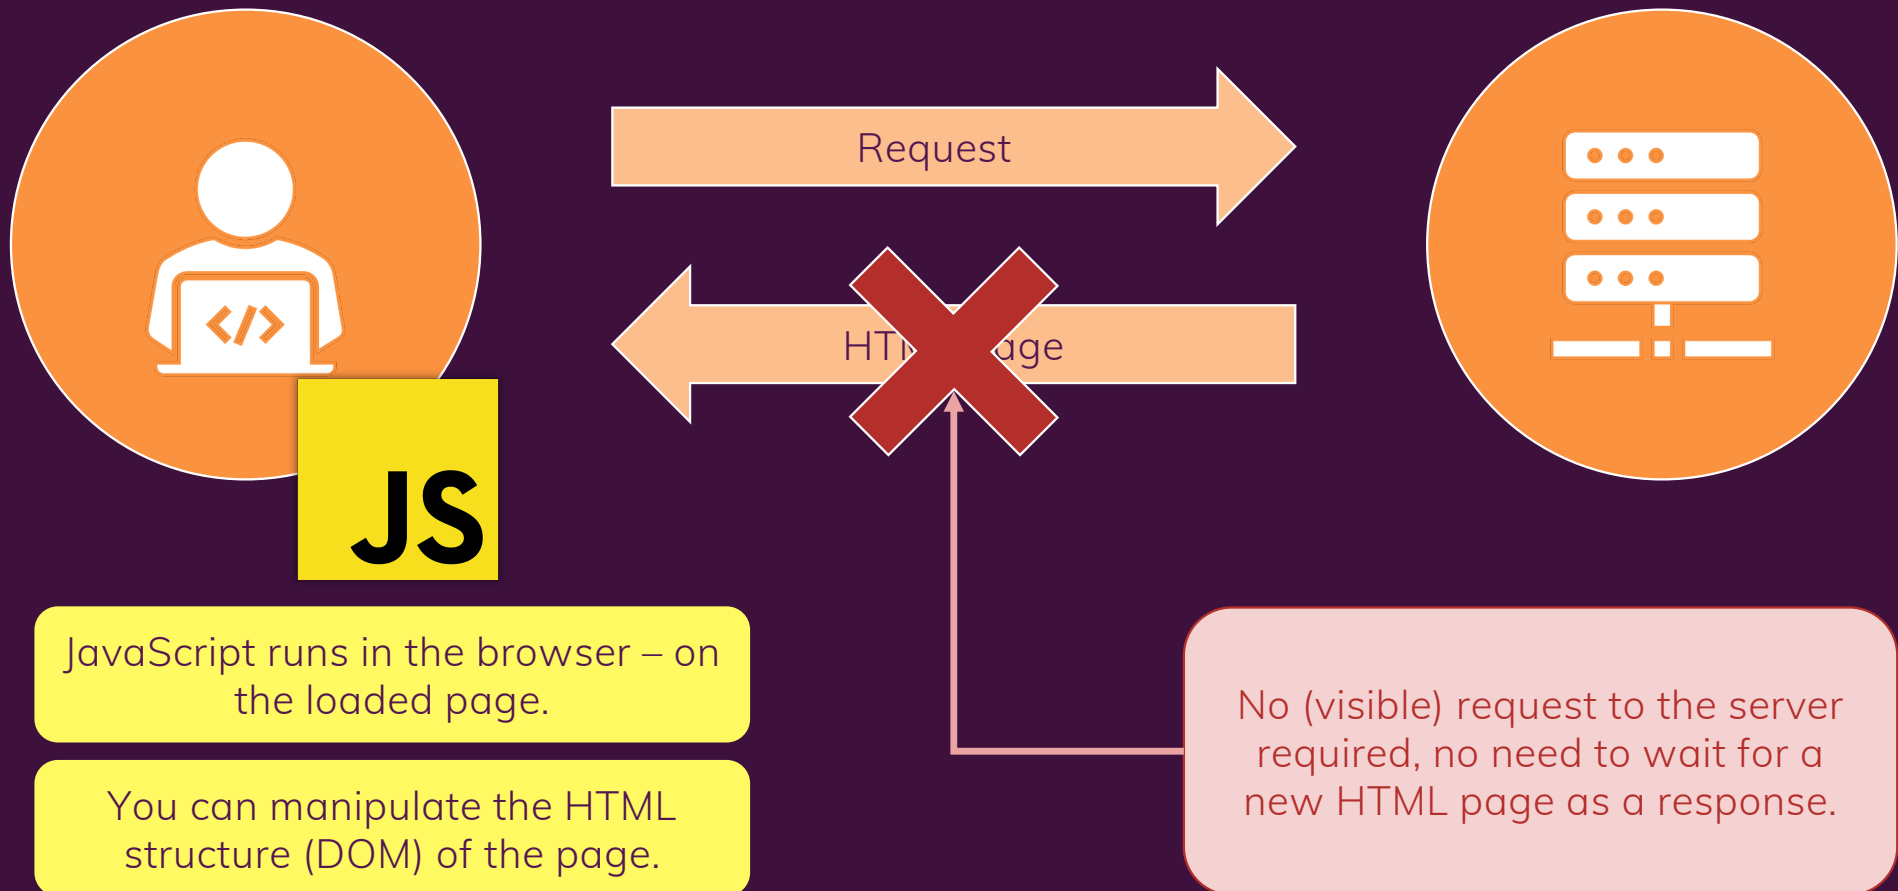 Request
HTML Page
JS
JavaScript runs in the browser – on
the loaded page.
You can manipulate the HTML
structure (DOM) of the page.
No (visible) request to the server
required, no need to wait for a
new HTML page as a response.